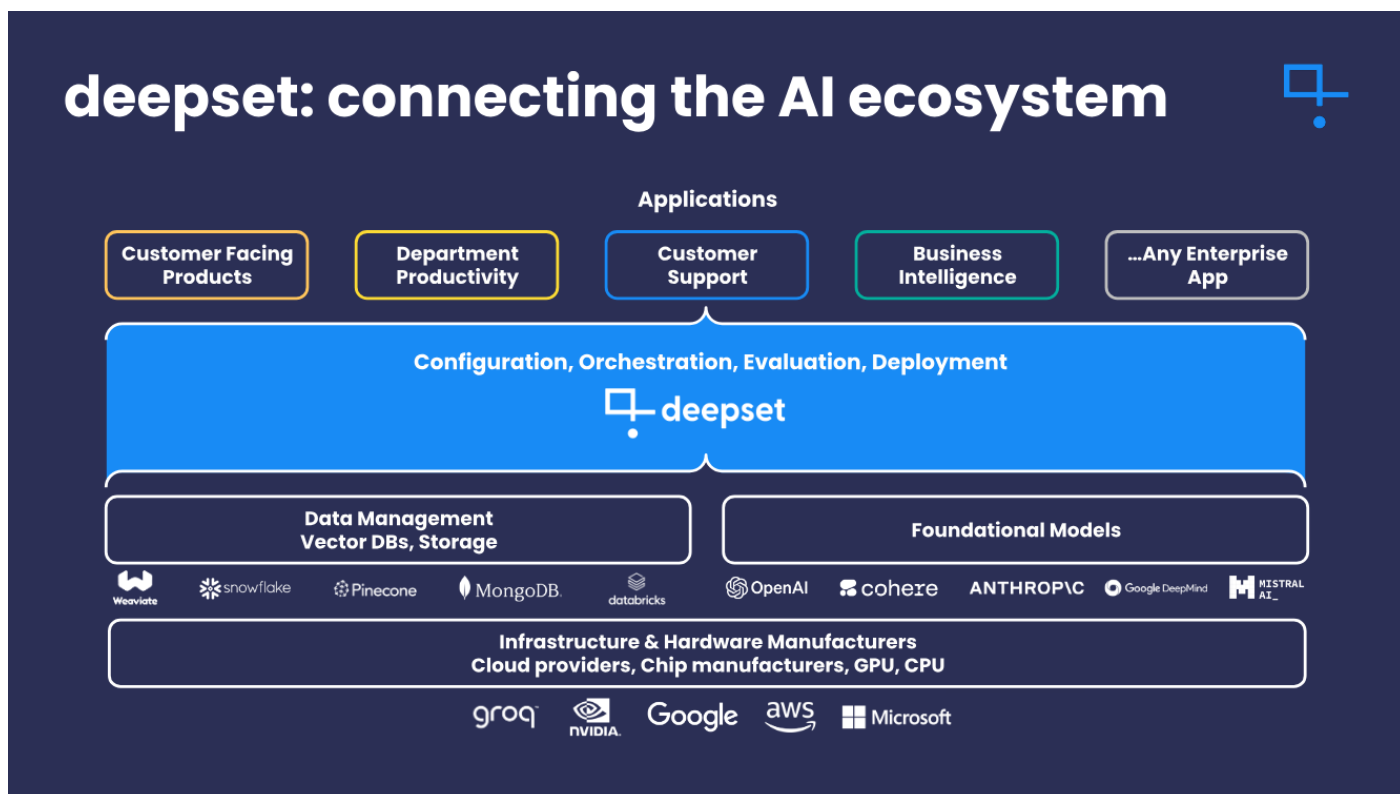 deepset: connecting the AI ecosystem
Applications
Customer Facing
Products
Department
Productivity
Customer
Support
Business
Intelligence
...Any Enterprise
App
Configuration, Orchestration, Evaluation, Deployment
deepset
Data Management
Vector DBs, Storage
Foundational Models
Weaviate
snowflake
Pinecone
MongoDB.
databricks
OpenAI
cohere
ANTHROP\C
Google DeepMind
MISTRAL
AI_
Infrastructure & Hardware Manufacturers
Cloud providers, Chip manufacturers, GPU, CPU
groq
NVIDIA.
Google
aws
Microsoft